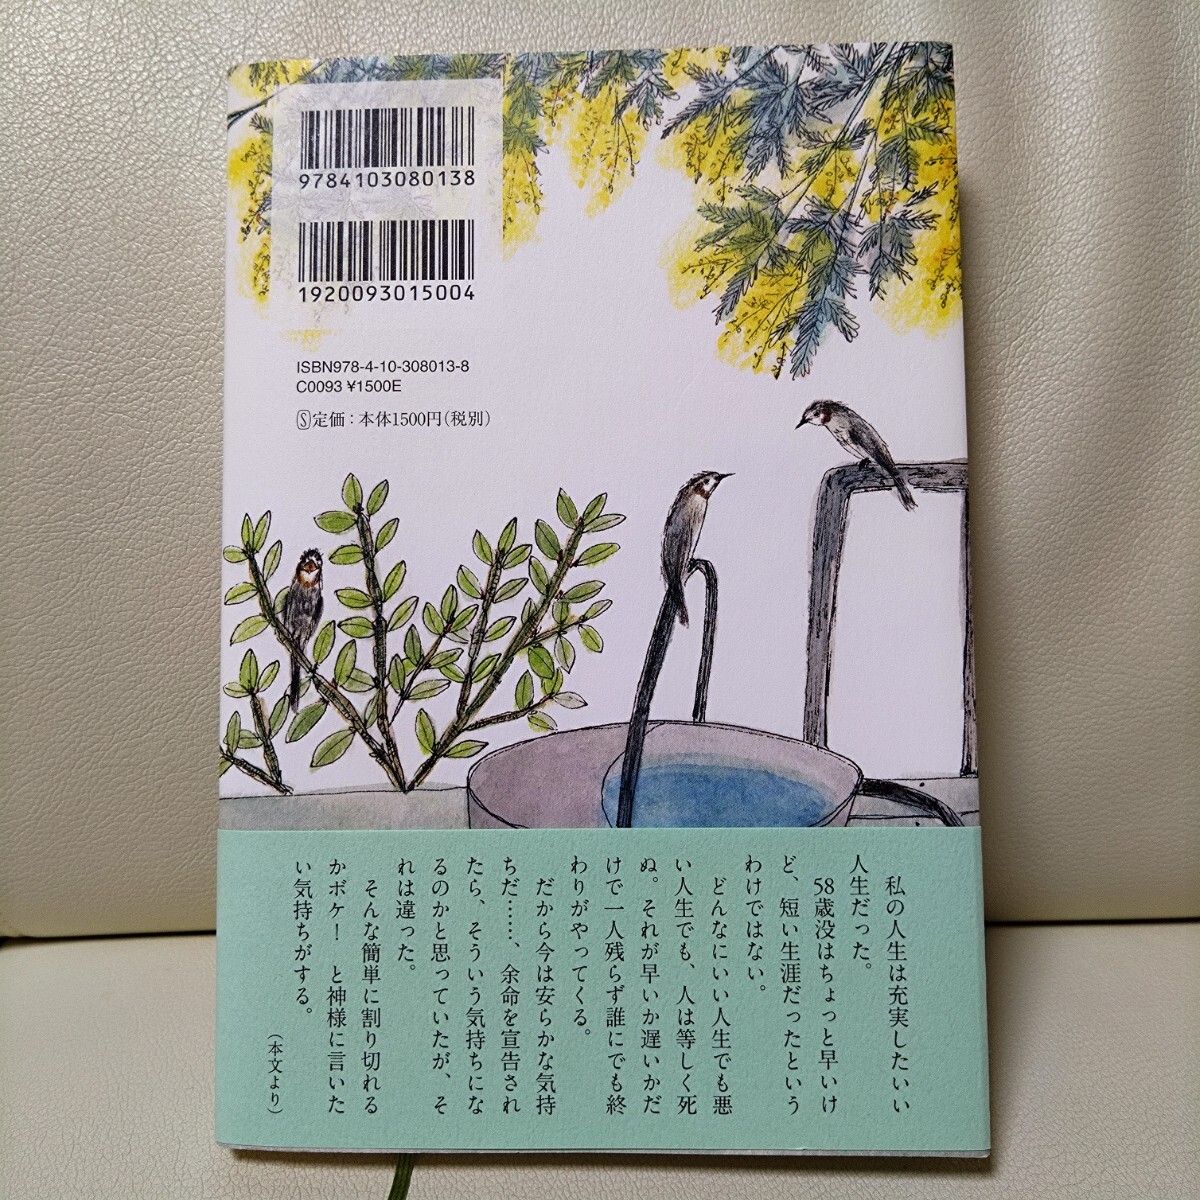 9784103080138
1920093015004
ISBN978-4-10-308013-8
C0093 ¥1500E
Ⓢ定価：本体1500円（税別）
私の人生は充実したいい
人生だった。
58歳没はちょっと早いけ
ど、短い生涯だったという
わけではない。
どんなにいい人生でも悪
い人生でも、人は等しく死
ぬ。それが早いか遅いかだ
けで一人残らず誰にでも終
わりがやってくる。
だから今は安らかな気持
ちだ……、余命を宣告され
たら、そういう気持ちにな
るのかと思っていたが、そ
れは違った。
そんな簡単に割り切れる
かボケ！　と神様に言いた
い気持ちがする。
（本文より）